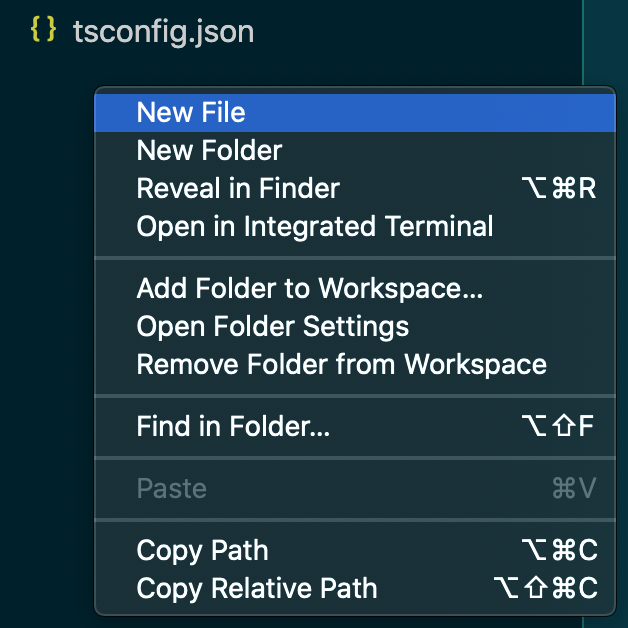 {} tsconfig.json
New File
New Folder
Reveal in Finder ⌥⌘R
Open in Integrated Terminal
Add Folder to Workspace...
Open Folder Settings
Remove Folder from Workspace
Find in Folder... ⌥⇧F
Paste ⌘V
Copy Path ⌥⌘C
Copy Relative Path ⌥⇧⌘C